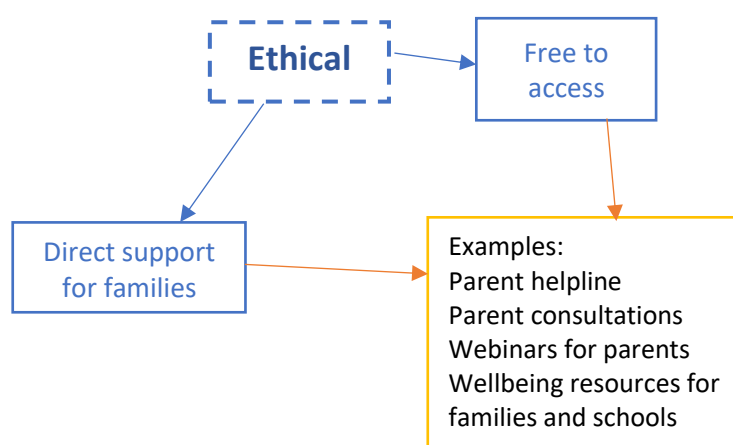 Ethical
Free to
access
Direct support
for families
Examples:
Parent helpline
Parent consultations
Webinars for parents
Wellbeing resources for
families and schools